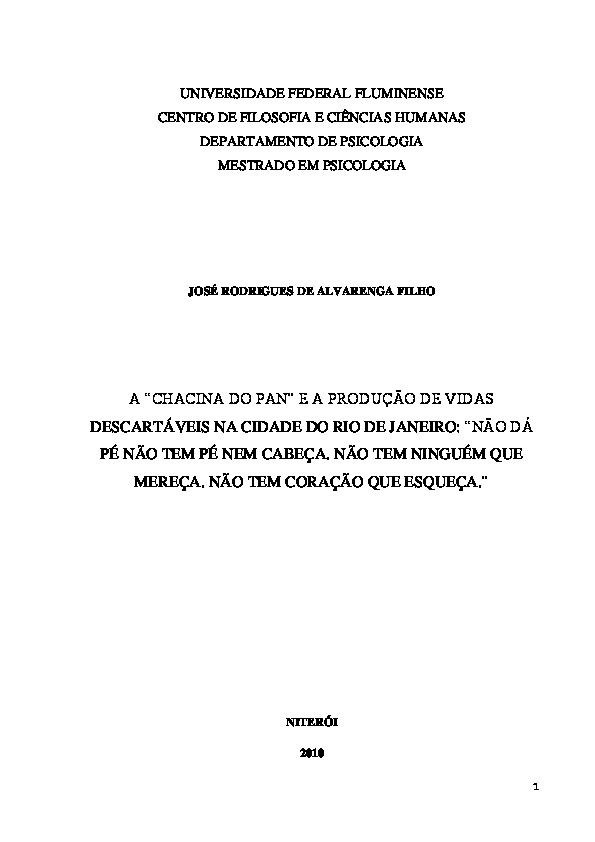 UNIVERSIDADE FEDERAL FLUMINENSE
CENTRO DE FILOSOFIA E CIÊNCIAS HUMANAS
DEPARTAMENTO DE PSICOLOGIA
MESTRADO EM PSICOLOGIA
JOSÉ RODRIGUES DE ALVARENGA FILHO
A “CHACINA DO PAN” E A PRODUÇÃO DE VIDAS
DESCARTÁVEIS NA CIDADE DO RIO DE JANEIRO: “NÃO DÁ
PÉ NÃO TEM PÉ NEM CABEÇA. NÃO TEM NINGUÉM QUE
MEREÇA. NÃO TEM CORAÇÃO QUE ESQUEÇA.”
NITERÓI
2010
1